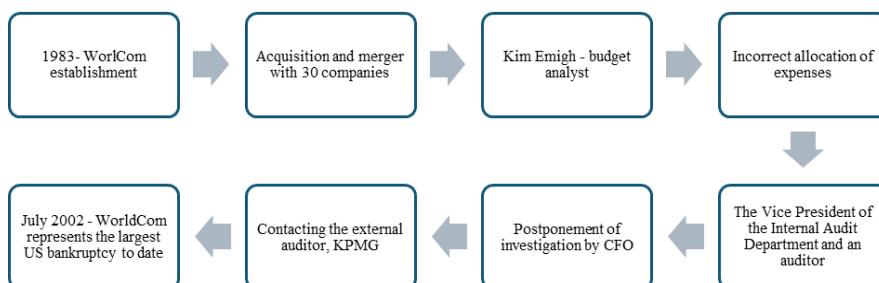 1983- WorlCom
establishment
Acquisition and merger
with 30 companies
Kim Emigh - budget
analyst
Incorrect allocation of
expenses
The Vice President of
the Internal Audit
Department and an
auditor
Postponement of
investigation by CFO
Contacting the external
auditor, KPMG
July 2002 - WorldCom
represents the largest
US bankruptcy to date